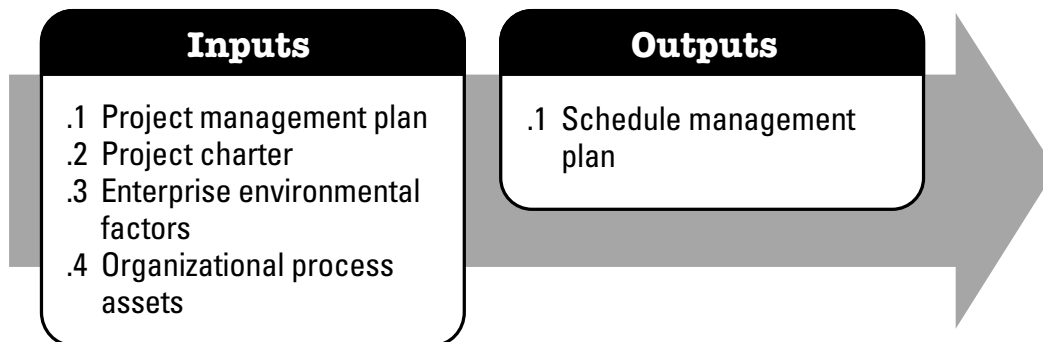 Inputs
.1 Project management plan
.2 Project charter
.3 Enterprise environmental
factors
.4 Organizational process
assets
Outputs
.1 Schedule management
plan